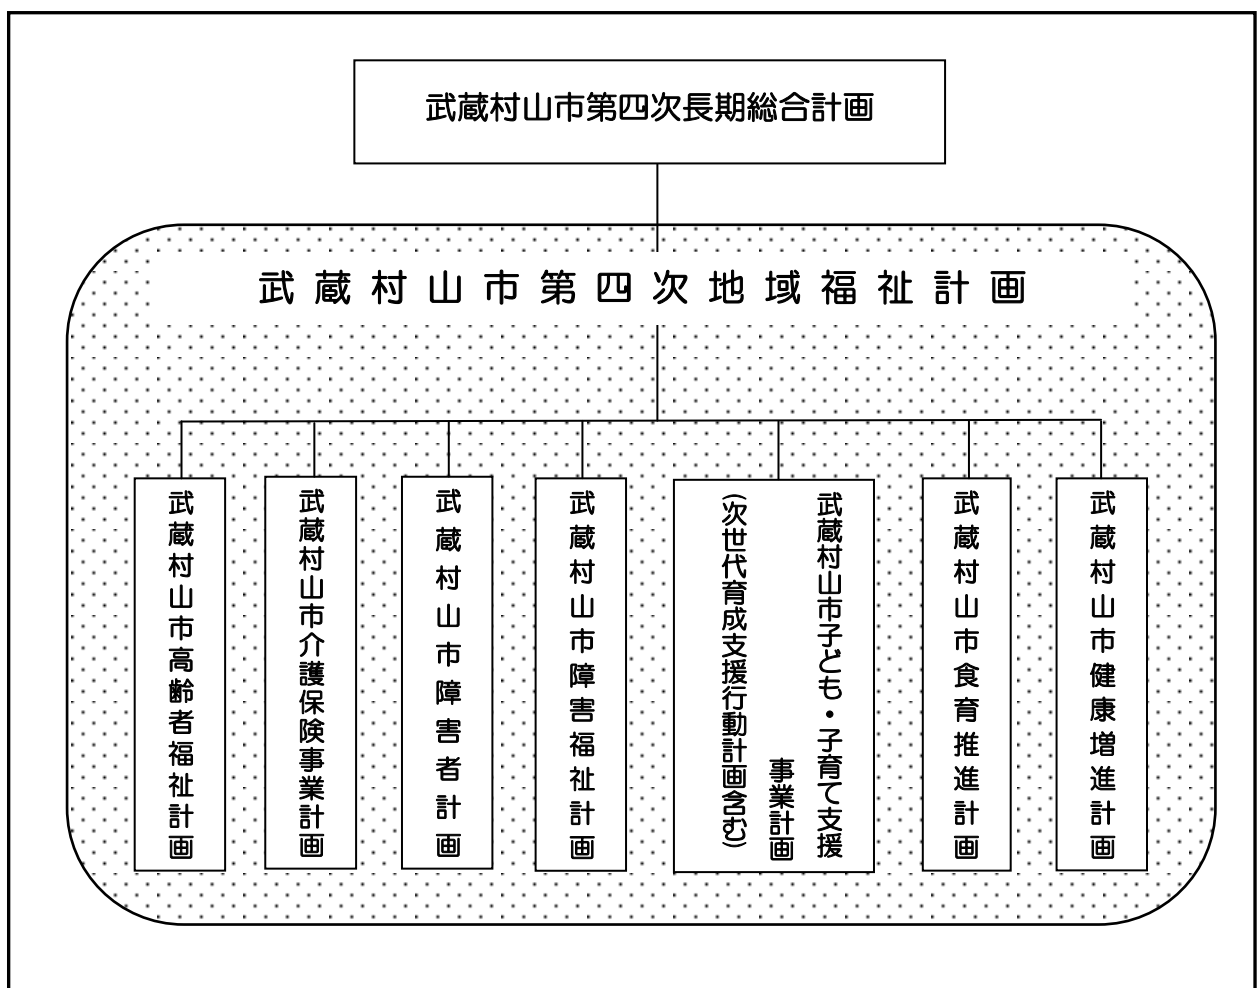 武蔵村山市第四次長期総合計画
武蔵村山市第四次地域福祉計画
武蔵村山市高齢者福祉計画
武蔵村山市介護保険事業計画
武蔵村山市障害者計画
武蔵村山市障害福祉計画
武蔵村山市子ども・子育て支援
事業計画
（次世代育成支援行動計画含む）
武蔵村山市食育推進計画
武蔵村山市健康増進計画